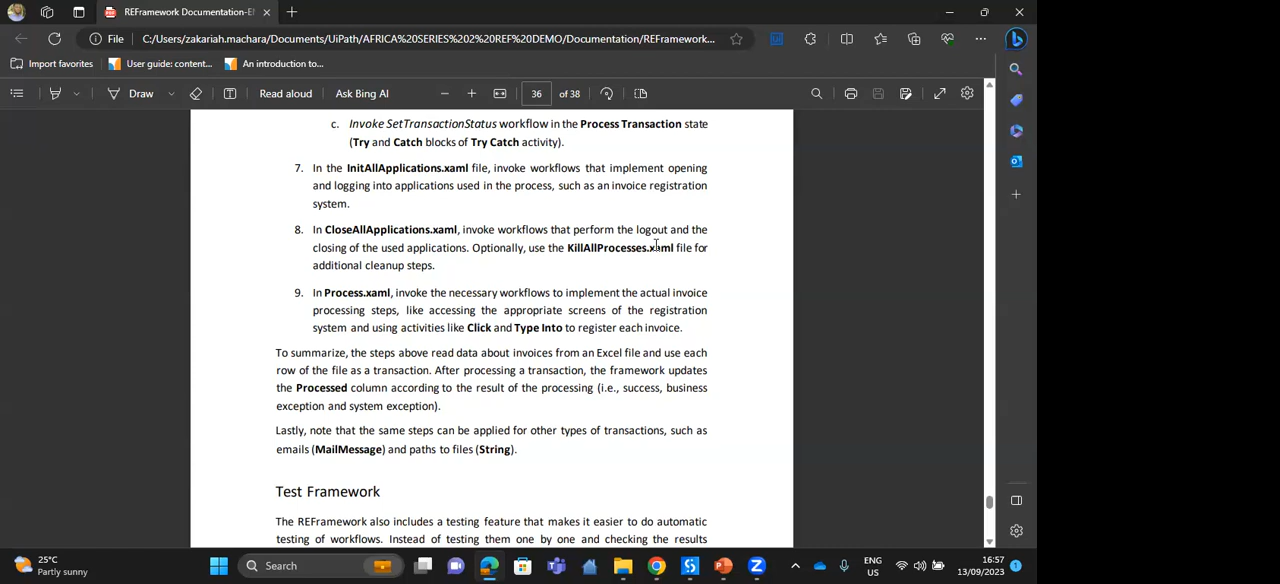 REFramework Documentation-EN
File
C:/Users/zakariah.machara/Documents/UiPath/AFRICA%20SERIES%202%20REF%20DEMO/Documentation/REFramework...
Import favorites
User guide: content...
An introduction to...
Draw
Read aloud
Ask Bing AI
36
of 38
c. Invoke SetTransactionStatus workflow in the Process Transaction state
(Try and Catch blocks of Try Catch activity).
7. In the InitAllApplications.xaml file, invoke workflows that implement opening
and logging into applications used in the process, such as an invoice registration
system.
8. In CloseAllApplications.xaml, invoke workflows that perform the logout and the
closing of the used applications. Optionally, use the KillAllProcesses.xaml file for
additional cleanup steps.
9. In Process.xaml, invoke the necessary workflows to implement the actual invoice
processing steps, like accessing the appropriate screens of the registration
system and using activities like Click and Type Into to register each invoice.
To summarize, the steps above read data about invoices from an Excel file and use each
row of the file as a transaction. After processing a transaction, the framework updates
the Processed column according to the result of the processing (i.e., success, business
exception and system exception).
Lastly, note that the same steps can be applied for other types of transactions, such as
emails (MailMessage) and paths to files (String).
Test Framework
The REFramework also includes a testing feature that makes it easier to do automatic
testing of workflows. Instead of testing them one by one and checking the results
25°C
Partly sunny
Search
ENG
US
16:57
13/09/2023